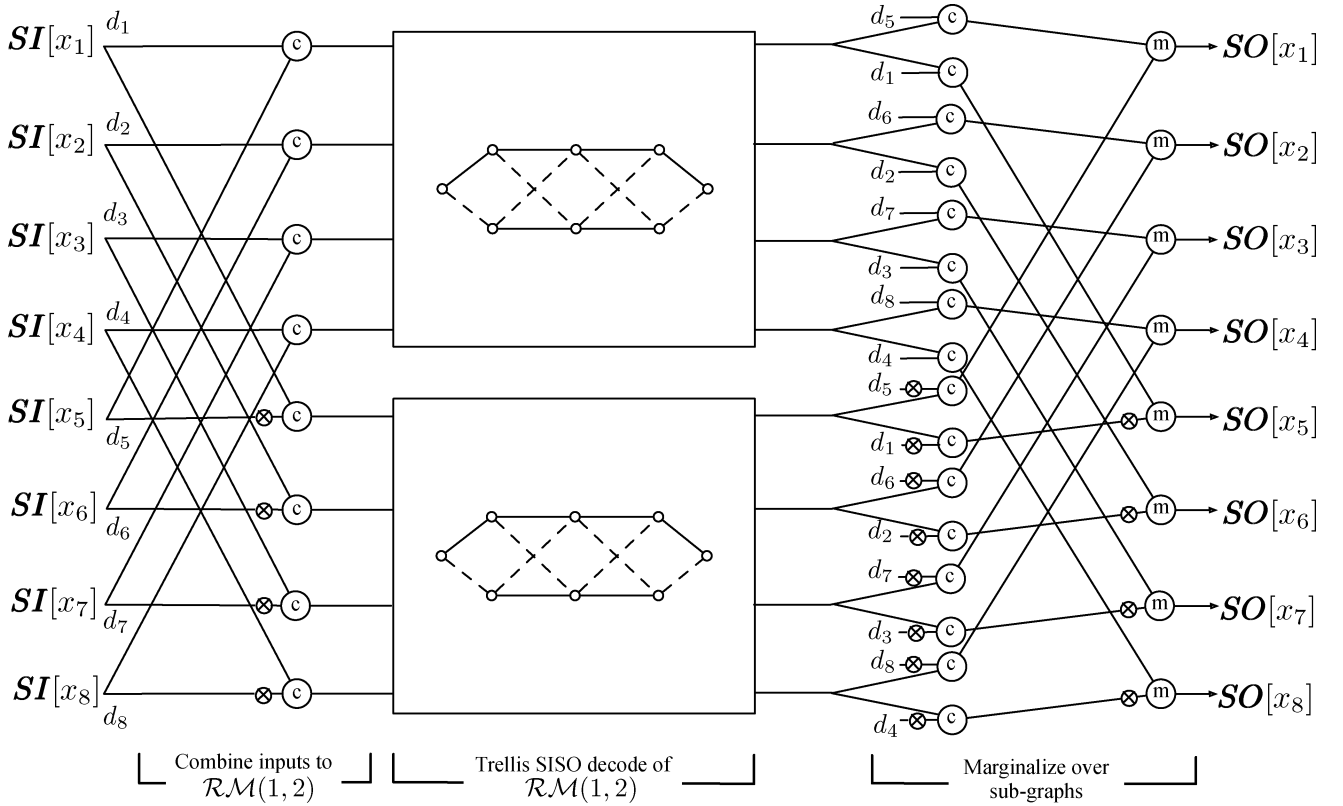 SI[x₁] d₁ c d₅ c m SO[x₁]
d₁ c
SI[x₂] d₂ c d₆ c m SO[x₂]
d₂ c
SI[x₃] d₃ c d₇ c m SO[x₃]
d₃ c
SI[x₄] d₄ c d₈ c m SO[x₄]
d₄ c
d₅ c
SI[x₅] d₅ c m SO[x₅]
d₁ c
d₆ c
SI[x₆] d₆ c m SO[x₆]
d₂ c
d₇ c
SI[x₇] d₇ c m SO[x₇]
d₃ c
d₈ c
SI[x₈] d₈ c m SO[x₈]
d₄ c
Combine inputs to
ℛℳ(1, 2)
Trellis SISO decode of
ℛℳ(1, 2)
Marginalize over
sub-graphs